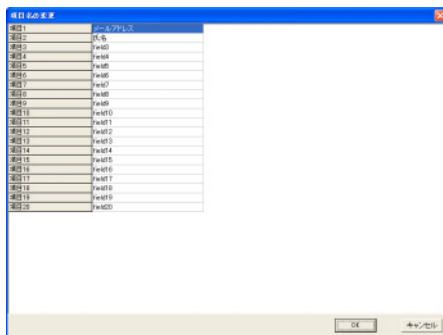 項目名の変更
項目1 メールアドレス
項目2 氏名
項目3 field3
項目4 field4
項目5 field5
項目6 field6
項目7 field7
項目8 field8
項目9 field9
項目10 field10
項目11 field11
項目12 field12
項目13 field13
項目14 field14
項目15 field15
項目16 field16
項目17 field17
項目18 field18
項目19 field19
項目20 field20
OK キャンセル